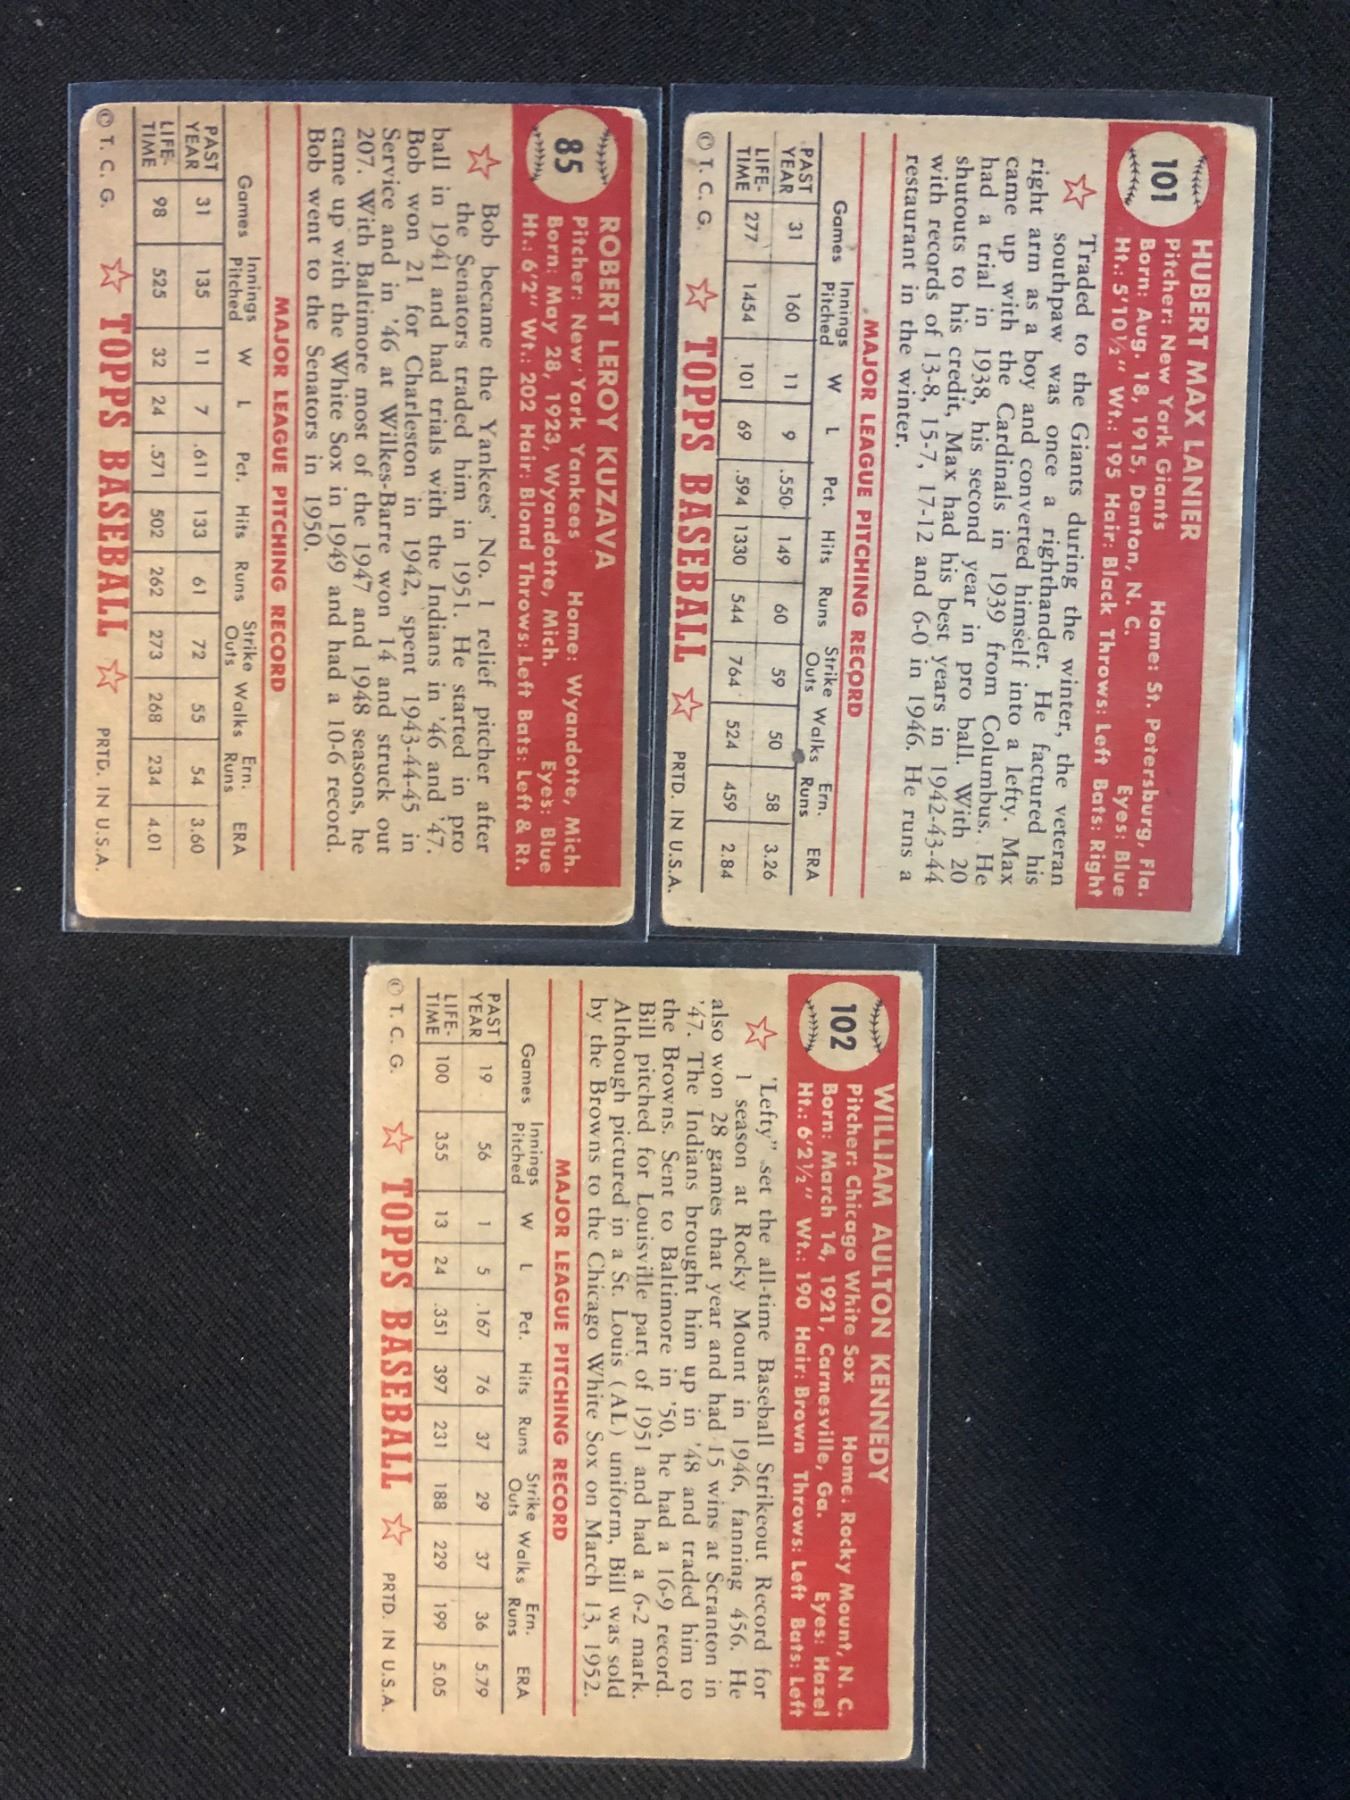 101
HUBERT MAX LANIER
Pitcher: New York Giants Home: St. Petersburg, Fla.
Born: Aug. 18, 1915, Denton, N. C. Eyes: Blue
Ht.: 5'10½" Wt.: 195 Hair: Black Throws: Left Bats: Right
Traded to the Giants during the winter, the veteran
southpaw was once a righthander. He factured his
right arm as a boy and converted himself into a lefty. Max
came up with the Cardinals in 1939 from Columbus. He
had a trial in 1938, his second year in pro ball. With 20
shutouts to his credit, Max had his best years in 1942-43-44
with records of 13-8, 15-7, 17-12 and 6-0 in 1946. He runs a
restaurant in the winter.
MAJOR LEAGUE PITCHING RECORD
Games Innings Pitched W L Pct. Hits Runs Strike Outs Walks Ern. Runs ERA
PAST YEAR 31 160 11 9 .550 149 60 59 50 58 3.26
LIFE-TIME 277 1454 101 69 .594 1330 544 764 524 459 2.84
© T. C. G. TOPPS BASEBALL PRTD. IN U.S.A.
85
ROBERT LEROY KUZAVA
Pitcher: New York Yankees Home: Wyandotte, Mich.
Born: May 28, 1923, Wyandotte, Mich. Eyes: Blue
Ht.: 6'2" Wt.: 202 Hair: Blond Throws: Left Bats: Left & Rt.
Bob became the Yankees' No. 1 relief pitcher after
the Senators traded him in 1951. He started in pro
ball in 1941 and had trials with the Indians in '46 and '47.
Bob won 21 for Charleston in 1942, spent 1943-44-45 in
Service and in '46 at Wilkes-Barre won 14 and struck out
207. With Baltimore most of the 1947 and 1948 seasons, he
came up with the White Sox in 1949 and had a 10-6 record.
Bob went to the Senators in 1950.
MAJOR LEAGUE PITCHING RECORD
Games Innings Pitched W L Pct. Hits Runs Strike Outs Walks Ern. Runs ERA
PAST YEAR 31 135 11 7 .611 133 61 72 55 54 3.60
LIFE-TIME 98 525 32 24 .571 502 262 273 268 234 4.01
© T. C. G. TOPPS BASEBALL PRTD. IN U.S.A.
102
WILLIAM AULTON KENNEDY
Pitcher: Chicago White Sox Home: Rocky Mount, N. C.
Born: March 14, 1921, Carnesville, Ga. Eyes: Hazel
Ht.: 6'2½" Wt.: 190 Hair: Brown Throws: Left Bats: Left
"Lefty" set the all-time Baseball Strikeout Record for
1 season at Rocky Mount in 1946, fanning 456. He
also won 28 games that year and had 15 wins at Scranton in
'47. The Indians brought him up in '48 and traded him to
the Browns. Sent to Baltimore in '50, he had a 16-9 record.
Bill pitched for Louisville part of 1951 and had a 6-2 mark.
Although pictured in a St. Louis (AL) uniform, Bill was sold
by the Browns to the Chicago White Sox on March 13, 1952.
MAJOR LEAGUE PITCHING RECORD
Games Innings Pitched W L Pct. Hits Runs Strike Outs Walks Ern. Runs ERA
PAST YEAR 19 56 1 5 .167 76 37 29 37 36 5.79
LIFE-TIME 100 355 13 24 .351 397 231 188 229 199 5.05
© T. C. G. TOPPS BASEBALL PRTD. IN U.S.A.